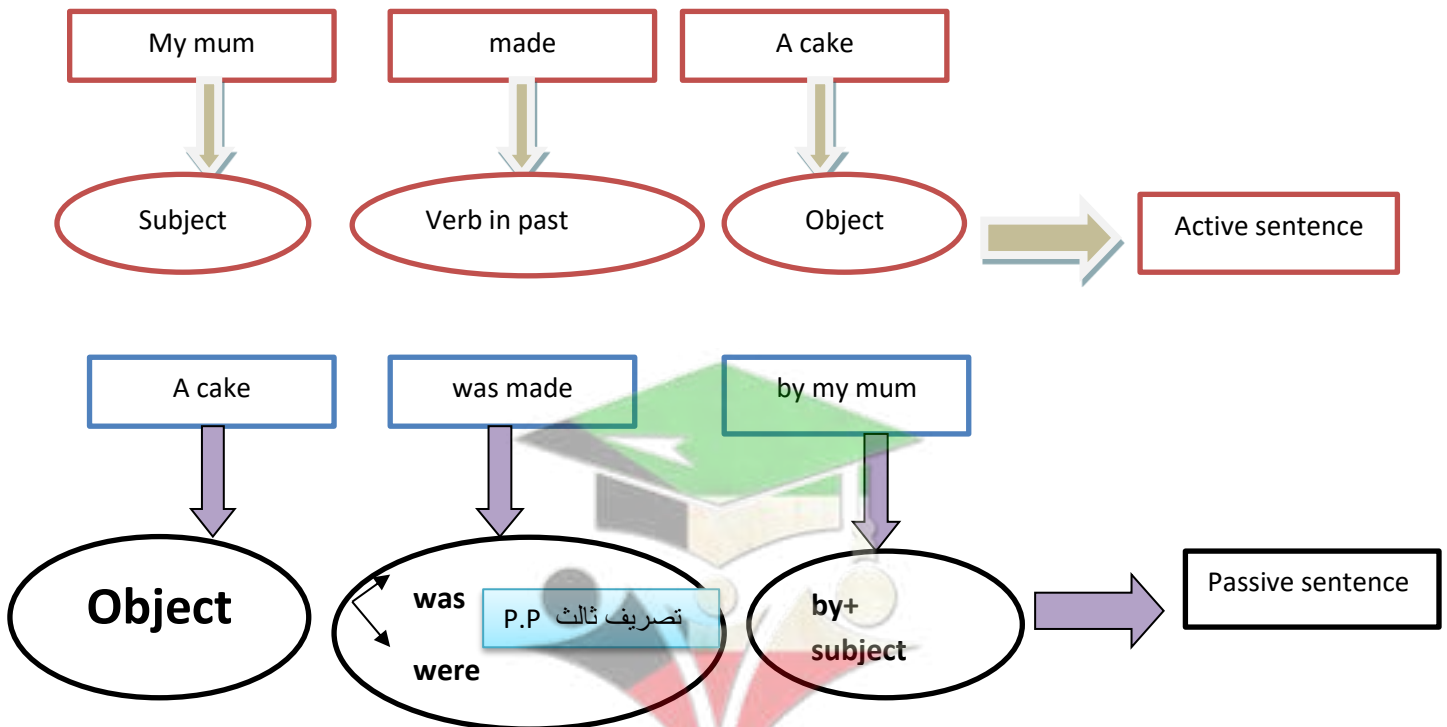 My mum made A cake
Subject Verb in past Object Active sentence
A cake was made by my mum
Object was were P.P تصريف ثالث by+ subject Passive sentence